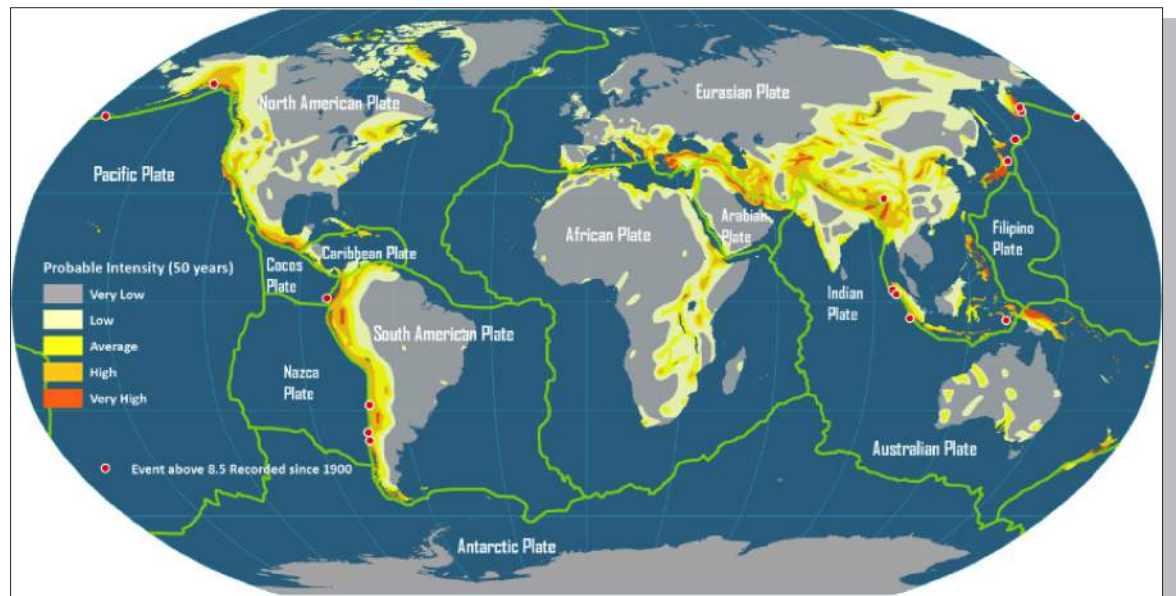 North American Plate
Eurasian Plate
Pacific Plate
Arabian
Plate
African Plate
Filipino
Plate
Caribbean Plate
Cocos
Plate
Probable Intensity (50 years)
Very Low
Low
Average
High
Very High
Indian
Plate
South American Plate
Nazca
Plate
Australian Plate
Event above 8.5 Recorded since 1900
Antarctic Plate